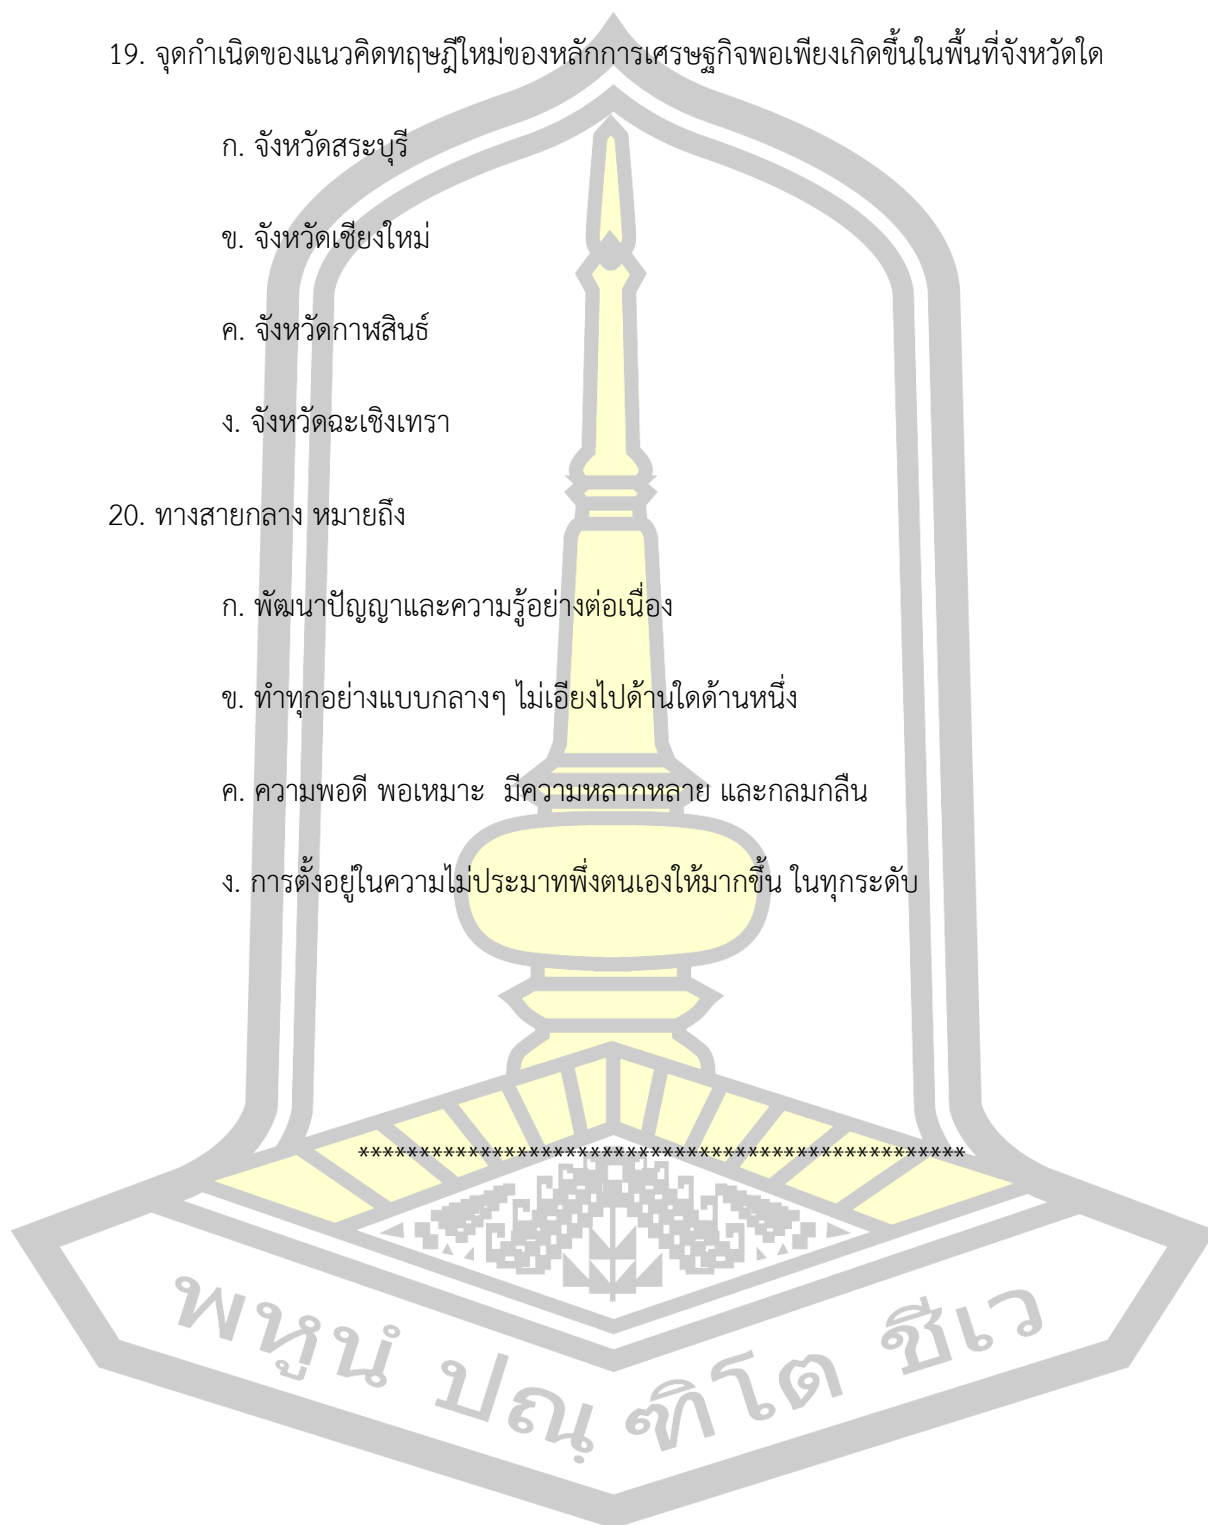 19. จุดกำเนิดของแนวคิดทฤษฎีใหม่ของหลักการเศรษฐกิจพอเพียงเกิดขึ้นในพื้นที่จังหวัดใด
ก. จังหวัดสระบุรี
ข. จังหวัดเชียงใหม่
ค. จังหวัดกาฬสินธ์
ง. จังหวัดฉะเชิงเทรา
20. ทางสายกลาง หมายถึง
ก. พัฒนาปัญญาและความรู้อย่างต่อเนื่อง
ข. ทำทุกอย่างแบบกลางๆ ไม่เอียงไปด้านใดด้านหนึ่ง
ค. ความพอดี พอเหมาะ มีความหลากหลาย และกลมกลืน
ง. การตั้งอยู่ในความไม่ประมาทพึ่งตนเองให้มากขึ้น ในทุกระดับ
**************************************************
พหูนํ ปณฺฑิโต ชีเว